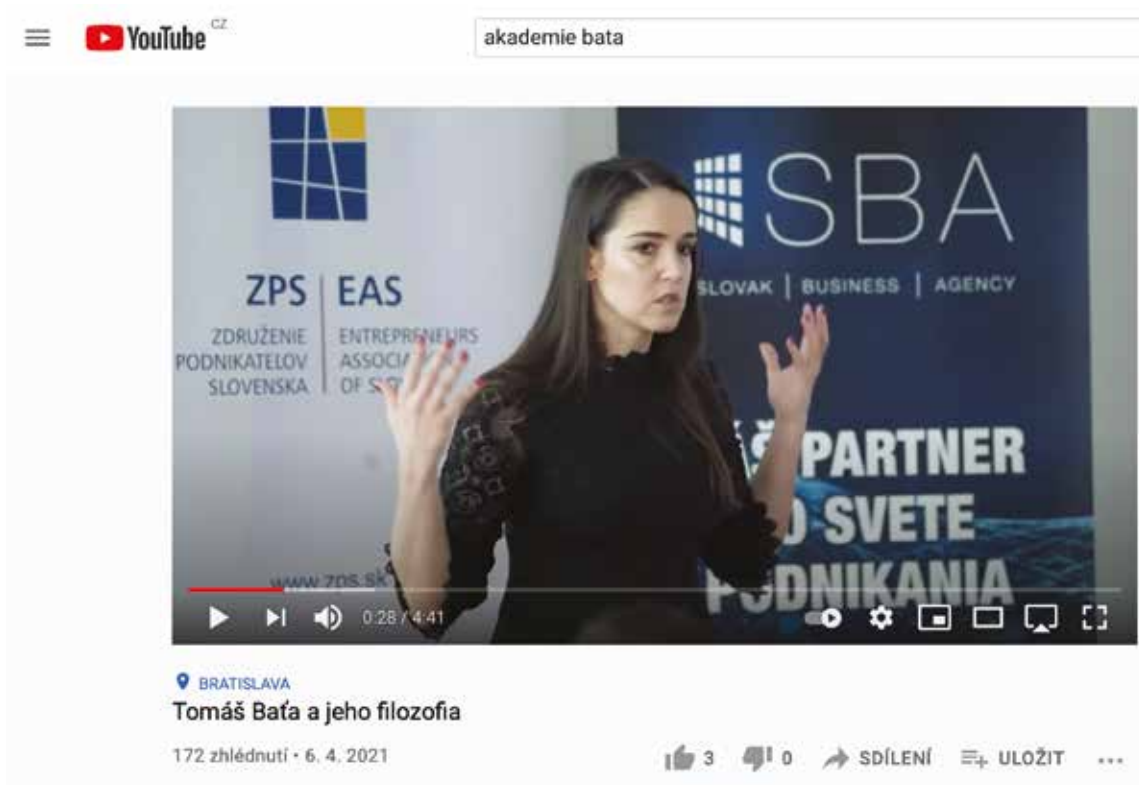 YouTube CZ
akademie bata
SBA
SLOVAK | BUSINESS | AGENCY
ZPS | EAS
ZDRUŽENIE
PODNIKATEĽOV
SLOVENSKA
ENTREPRENEURS
OF
PARTNER
SVETE
PODNIKANIA
www.zps.sk
0:28 / 4:41
BRATISLAVA
Tomáš Baťa a jeho filozofia
172 zhlédnutí • 6. 4. 2021
3
0
SDÍLENÍ
ULOŽIT